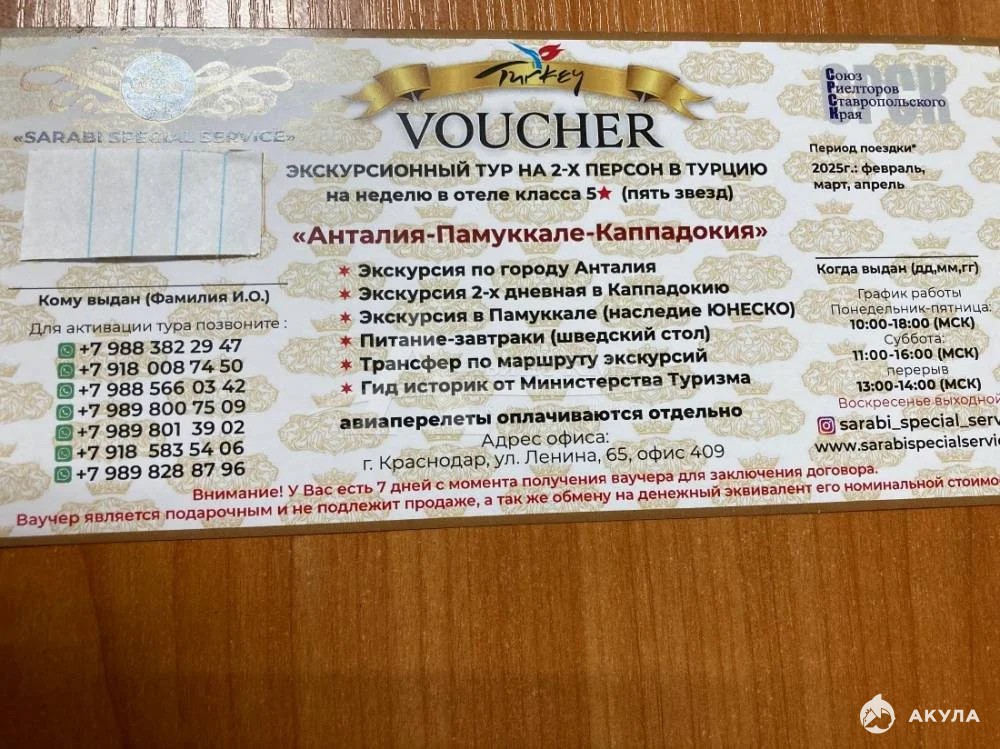 Turkey
«SARABI SPECIAL SERVICE»
VOUCHER
СРСК
Союз
Риелторов
Ставропольского
Края
ЭКСКУРСИОННЫЙ ТУР НА 2-Х ПЕРСОН В ТУРЦИЮ
на неделю в отеле класса 5★ (пять звезд)
Период поездки*
2025г.: февраль,
март, апрель
«Анталия-Памуккале-Каппадокия»
Экскурсия по городу Анталия
Экскурсия 2-х дневная в Каппадокию
Экскурсия в Памуккале (наследие ЮНЕСКО)
Питание-завтраки (шведский стол)
Трансфер по маршруту экскурсий
Гид историк от Министерства Туризма
авиаперелеты оплачиваются отдельно
Адрес офиса:
г. Краснодар, ул. Ленина, 65, офис 409
Кому выдан (Фамилия И.О.)
Для активации тура позвоните :
+7 988 382 29 47
+7 918 008 74 50
+7 988 566 03 42
+7 989 800 75 09
+7 989 801 39 02
+7 918 583 54 06
+7 989 828 87 96
Когда выдан (дд,мм,гг)
График работы
Понедельник-пятница:
10:00-18:00 (МСК)
Суббота:
11:00-16:00 (МСК)
перерыв
13:00-14:00 (МСК)
Воскресенье выходной
sarabi_special_serv
www.sarabispecialservic
Внимание! У Вас есть 7 дней с момента получения ваучера для заключения договора.
Ваучер является подарочным и не подлежит продаже, а так же обмену на денежный эквивалент его номинальной стоимо
АКУЛА